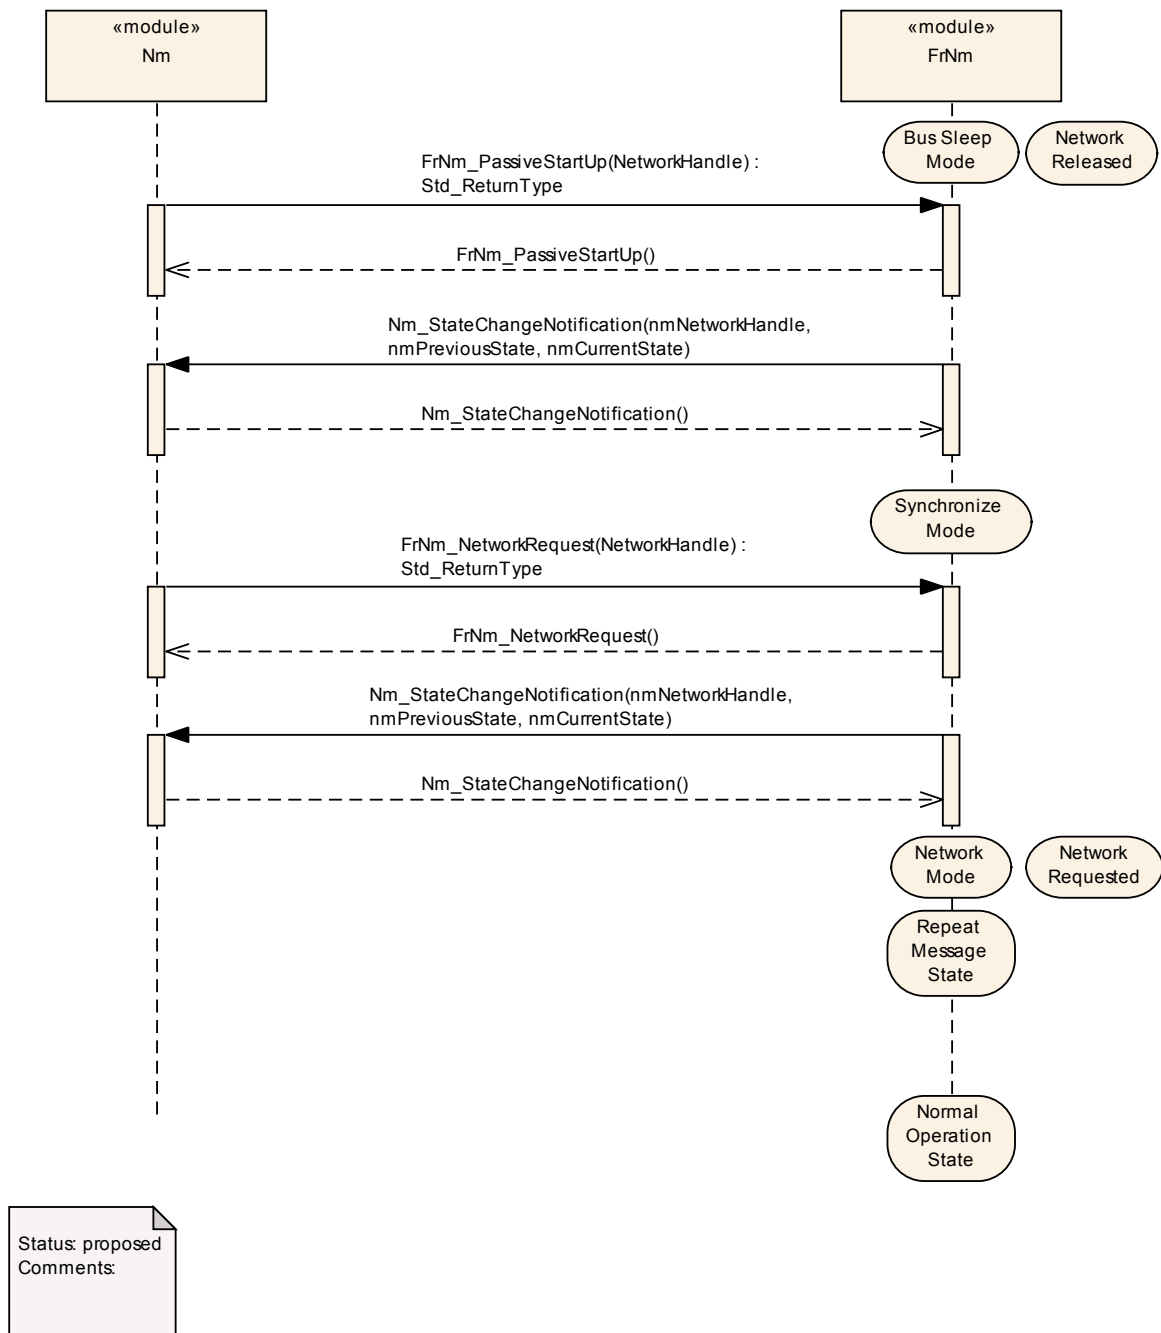 «module»
Nm
«module»
FrNm
Bus Sleep
Mode
Network
Released
FrNm_PassiveStartUp(NetworkHandle) :
Std_ReturnType
FrNm_PassiveStartUp()
Nm_StateChangeNotification(nmNetworkHandle,
nmPreviousState, nmCurrentState)
Nm_StateChangeNotification()
Synchronize
Mode
FrNm_NetworkRequest(NetworkHandle) :
Std_ReturnType
FrNm_NetworkRequest()
Nm_StateChangeNotification(nmNetworkHandle,
nmPreviousState, nmCurrentState)
Nm_StateChangeNotification()
Network
Mode
Network
Requested
Repeat
Message
State
Normal
Operation
State
Status: proposed
Comments: